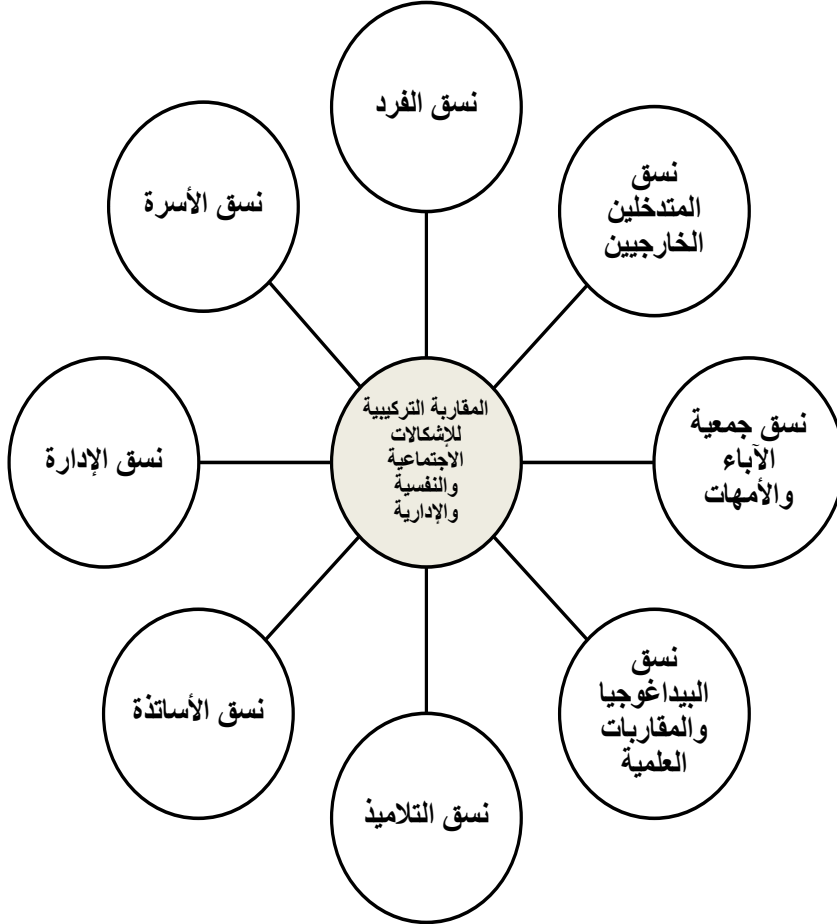 نسق الفرد
نسق
المتدخلين
الخارجيين
نسق جمعية
الآباء
والأمهات
نسق
البيداغوجيا
والمقاربات
العلمية
نسق التلاميذ
نسق الأساتذة
نسق الإدارة
نسق الأسرة
المقاربة التركيبية
للإشكالات
الاجتماعية
والنفسية
والإدارية